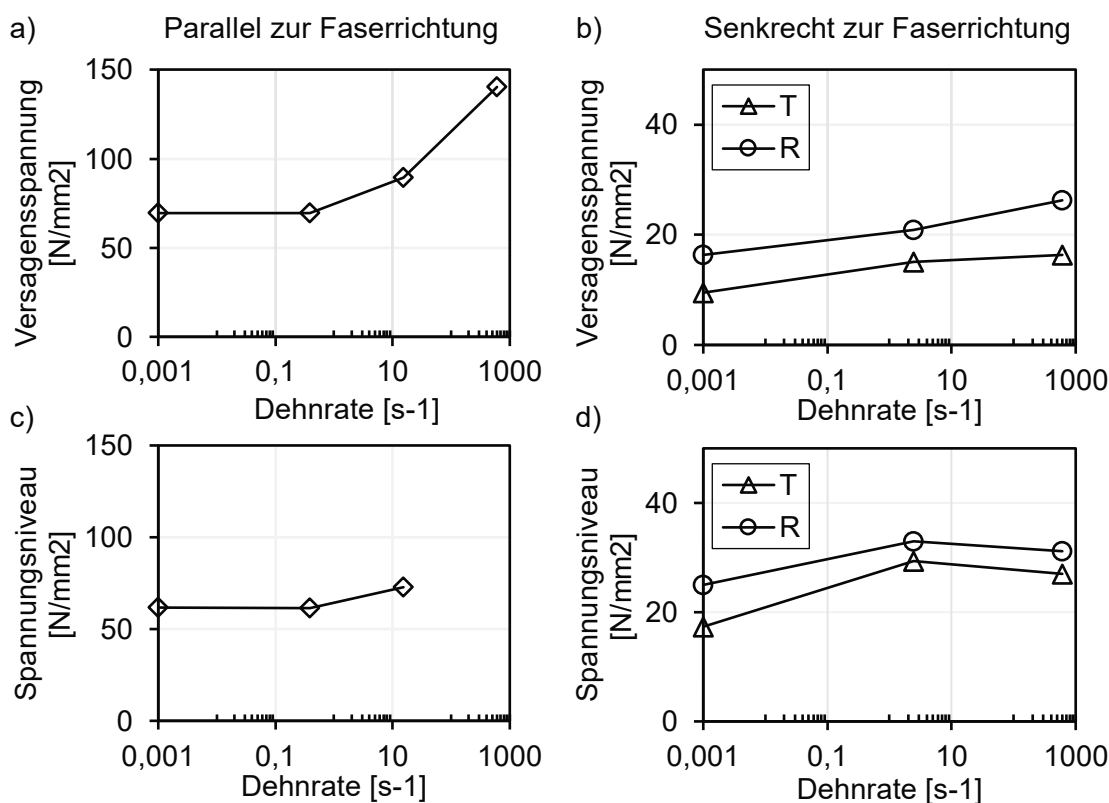 a)
Parallel zur Faserrichtung
Versagensspannung
[N/mm2]
150
100
50
0
0,001
0,1
10
1000
Dehnrate [s-1]
b)
Senkrecht zur Faserrichtung
Versagensspannung
[N/mm2]
40
20
0
T
R
0,001
0,1
10
1000
Dehnrate [s-1]
c)
Spannungsniveau
[N/mm2]
150
100
50
0
0,001
0,1
10
1000
Dehnrate [s-1]
d)
Spannungsniveau
[N/mm2]
40
20
0
T
R
0,001
0,1
10
1000
Dehnrate [s-1]